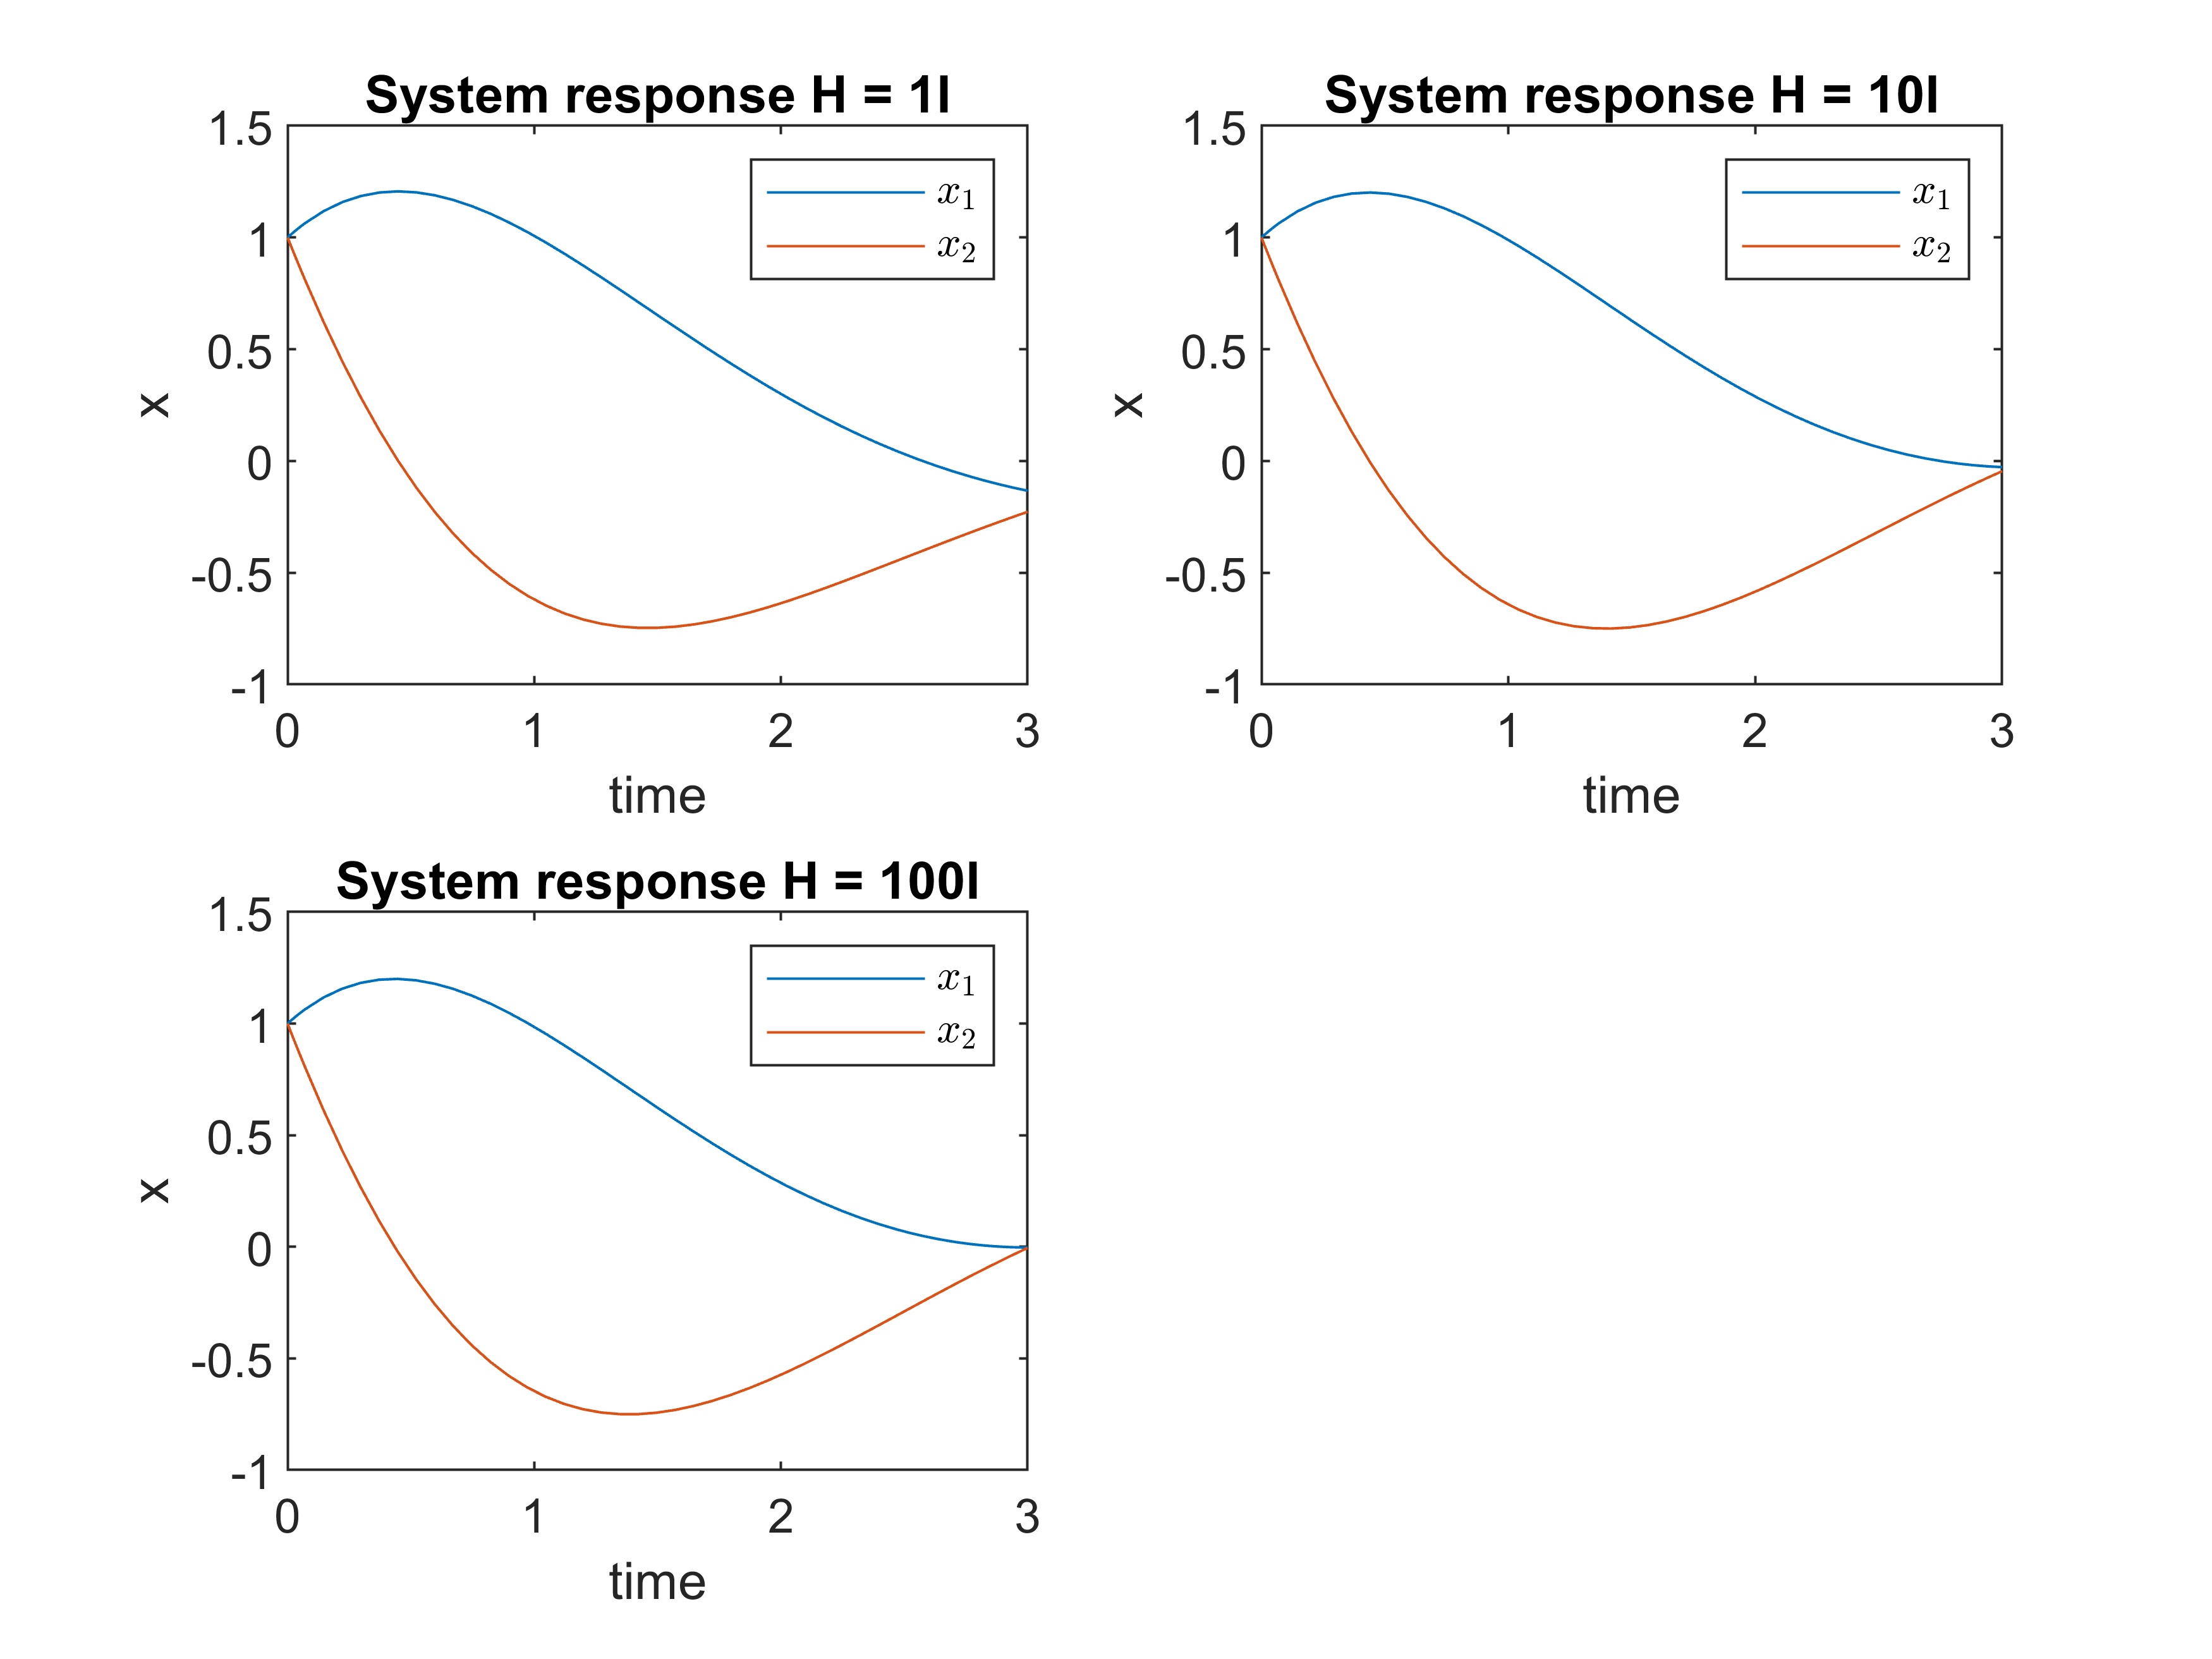 System response H = 1I
1.5
1
0.5
0
-0.5
-1
x
x1
x2
0 1 2 3
time
System response H = 10I
1.5
1
0.5
0
-0.5
-1
x
x1
x2
0 1 2 3
time
System response H = 100I
1.5
1
0.5
0
-0.5
-1
x
x1
x2
0 1 2 3
time